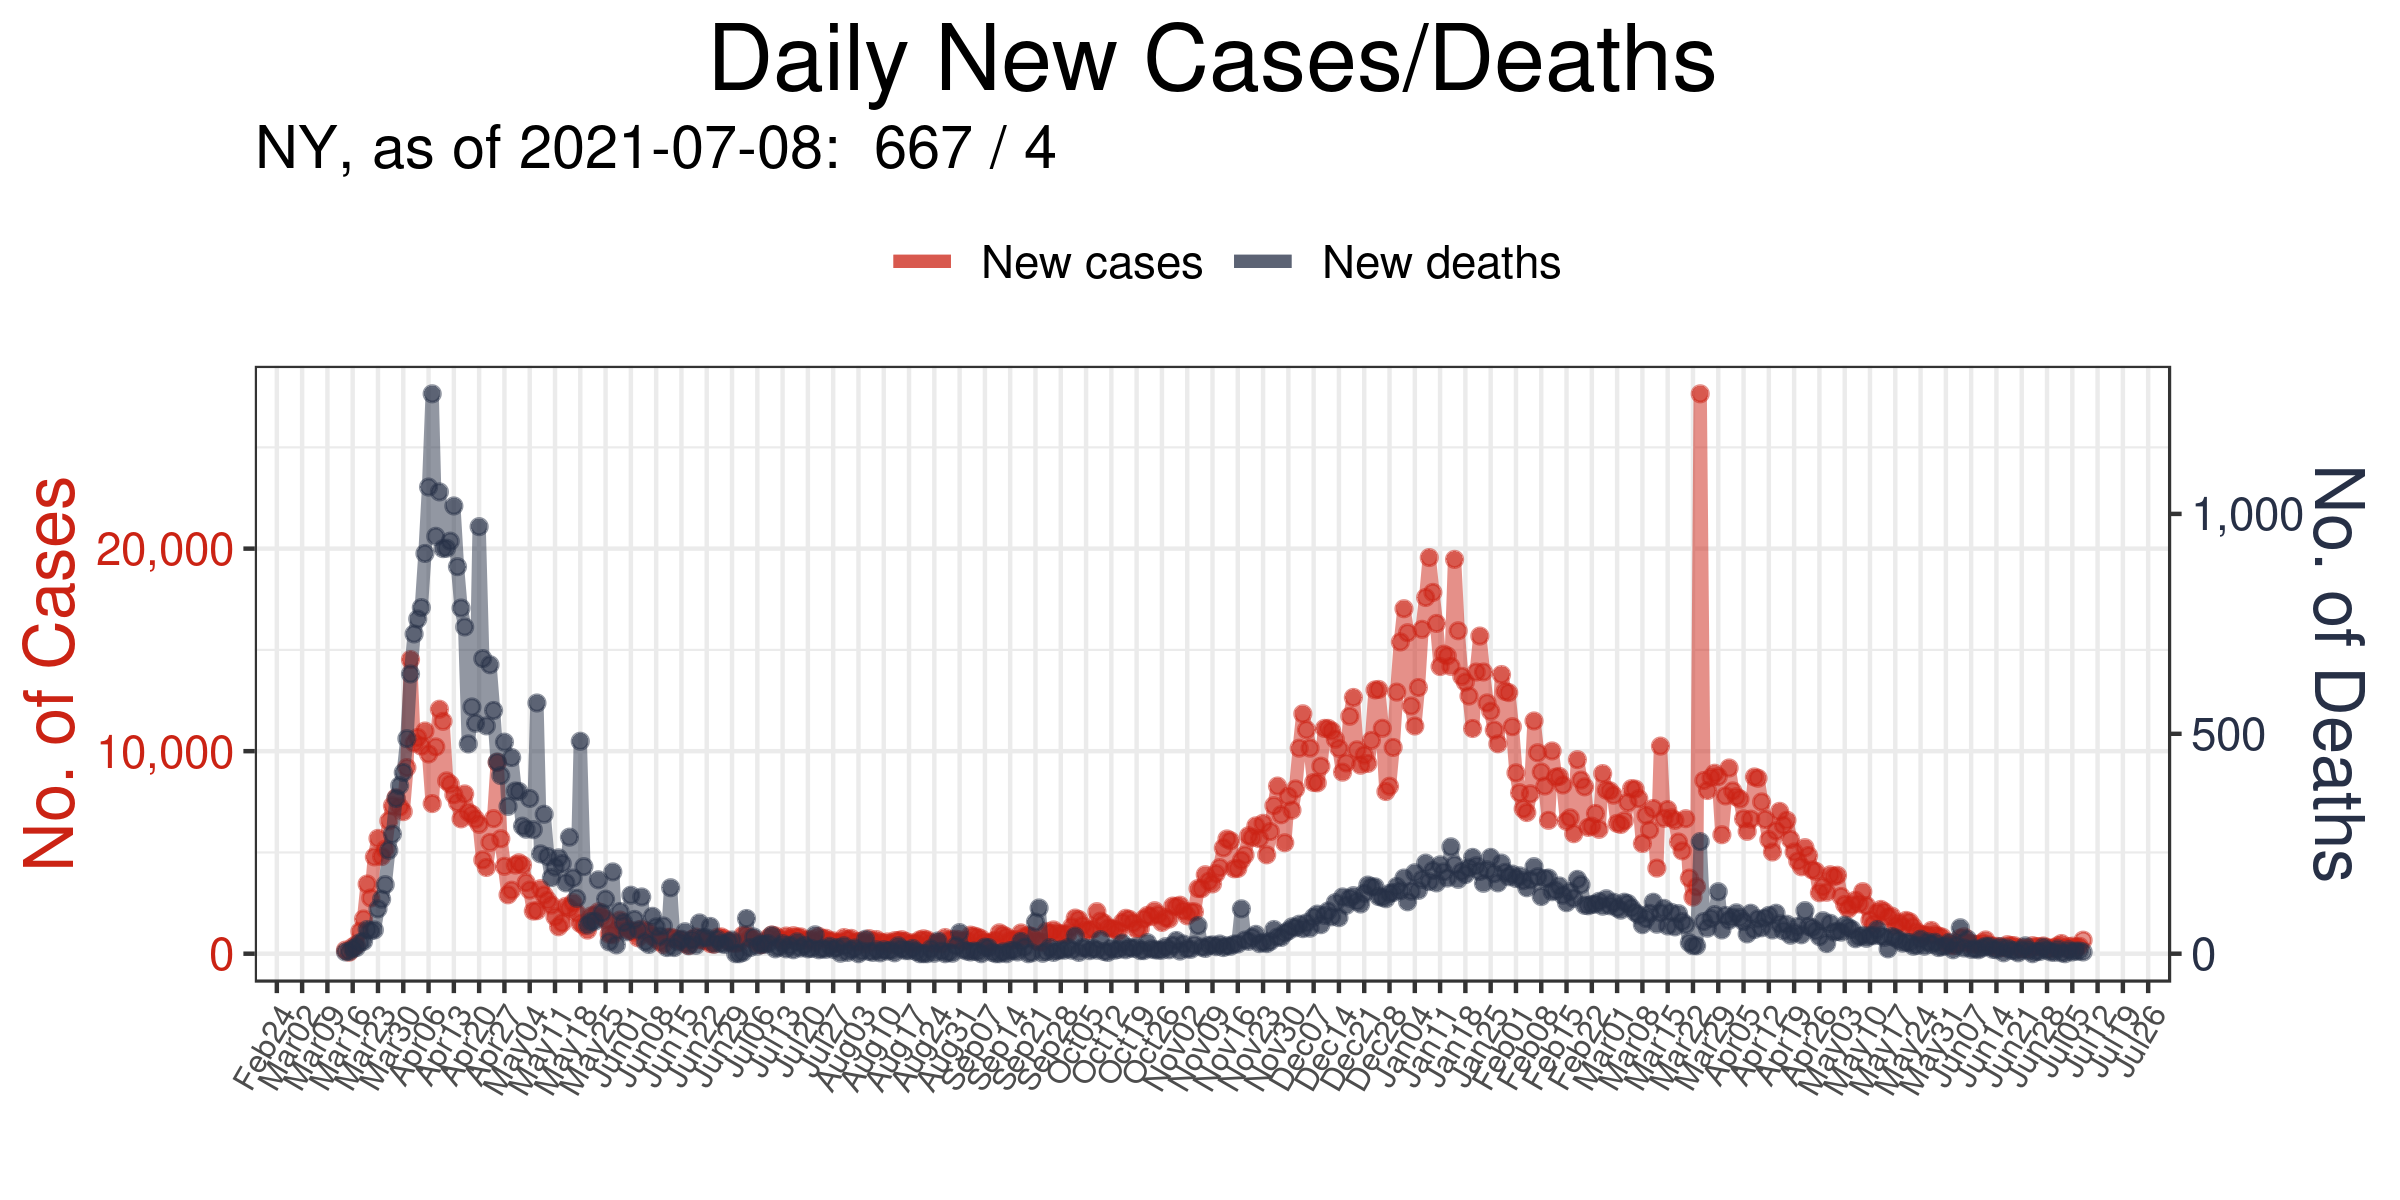 Daily New Cases/Deaths
NY, as of 2021-07-08:  667 / 4
New cases
New deaths
No. of Cases
20,000
10,000
0
1,000
500
0
No. of Deaths
Feb24
Mar02
Mar09
Mar16
Mar23
Mar30
Apr06
Apr13
Apr20
Apr27
May04
May11
May18
May25
Jun01
Jun08
Jun15
Jun22
Jun29
Jul06
Jul13
Jul20
Jul27
Aug03
Aug10
Aug17
Aug24
Aug31
Sep07
Sep14
Sep21
Sep28
Oct05
Oct12
Oct19
Oct26
Nov02
Nov09
Nov16
Nov23
Nov30
Dec07
Dec14
Dec21
Dec28
Jan04
Jan11
Jan18
Jan25
Feb01
Feb08
Feb15
Feb22
Mar01
Mar08
Mar15
Mar22
Mar29
Apr05
Apr12
Apr19
Apr26
May03
May10
May17
May24
May31
Jun07
Jun14
Jun21
Jun28
Jul05
Jul12
Jul19
Jul26